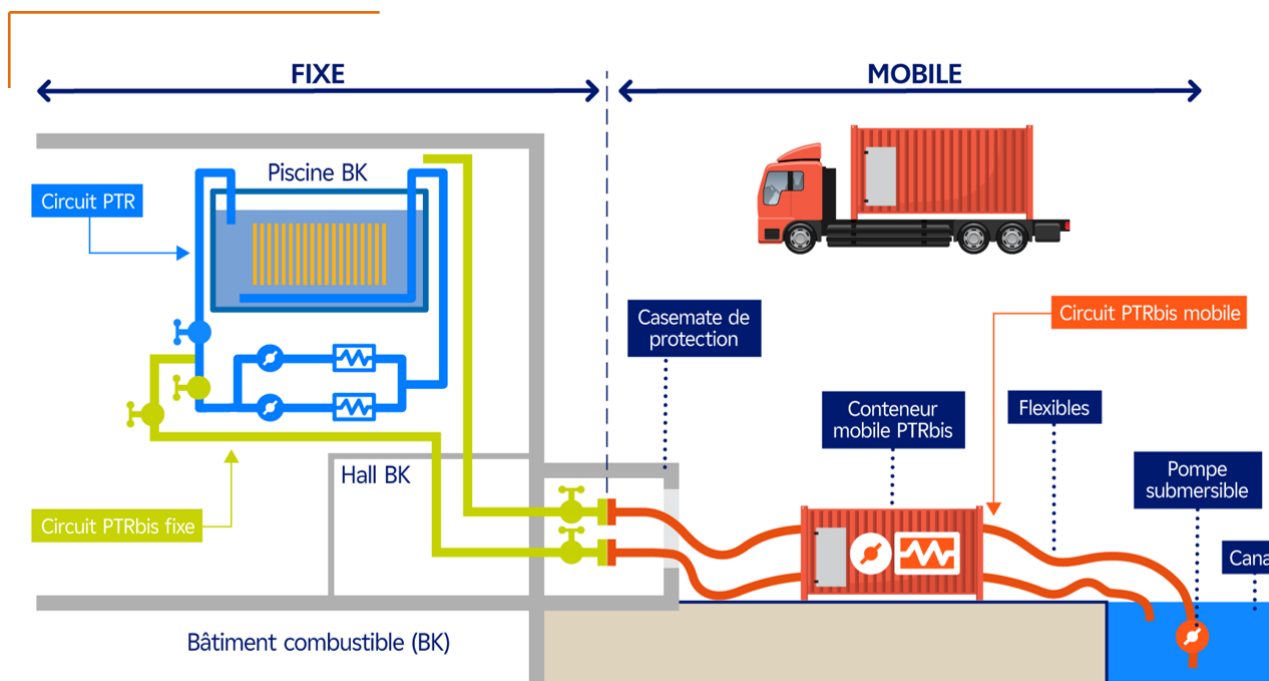 FIXE
MOBILE
Piscine BK
Circuit PTR
Casemate de
protection
Circuit PTRbis mobile
Conteneur
mobile PTRbis
Flexibles
Pompe
submersible
Hall BK
Circuit PTRbis fixe
Cana
Bâtiment combustible (BK)